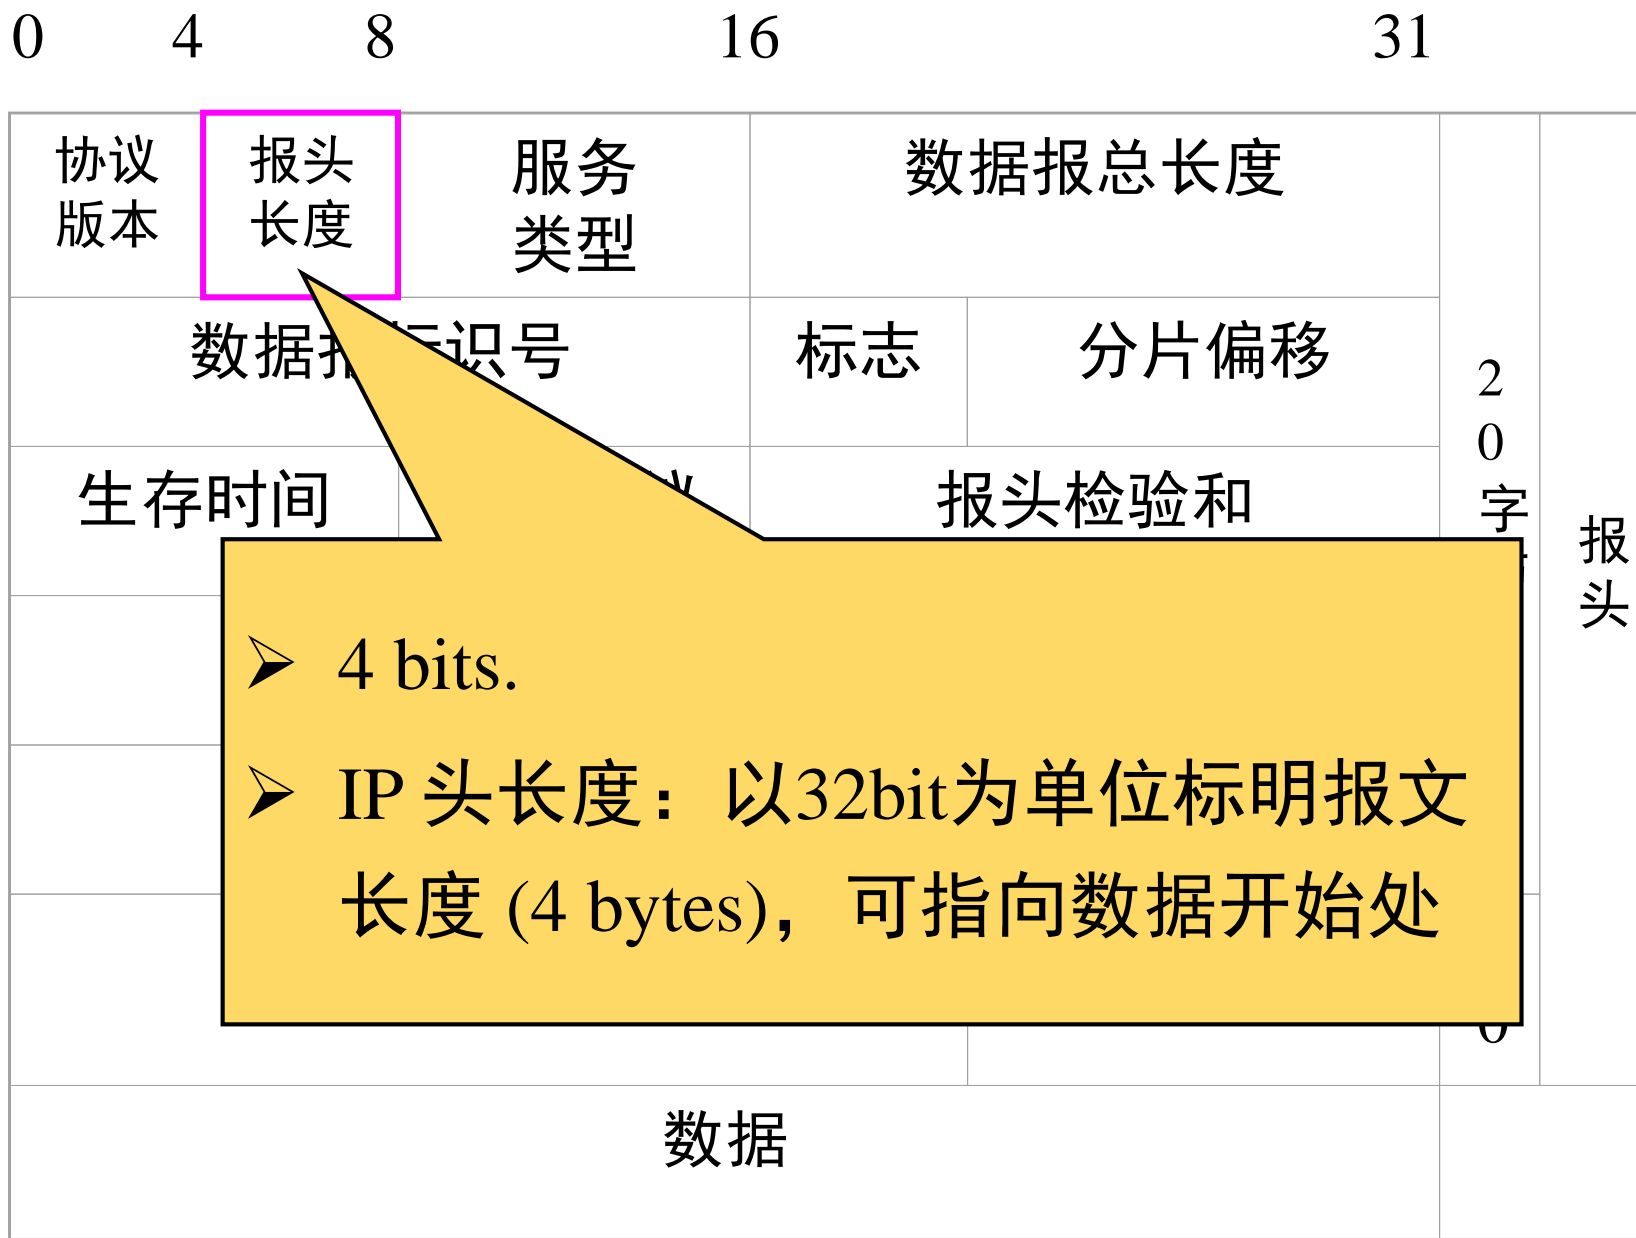 0 4 8 16 31
协议
版本
报头
长度
服务
类型
数据报总长度
数据 识号
标志
分片偏移
生存时间
报头检验和
2
0
字
报
头
4 bits.
IP 头长度：以32bit为单位标明报文
长度 (4 bytes)，可指向数据开始处
数据